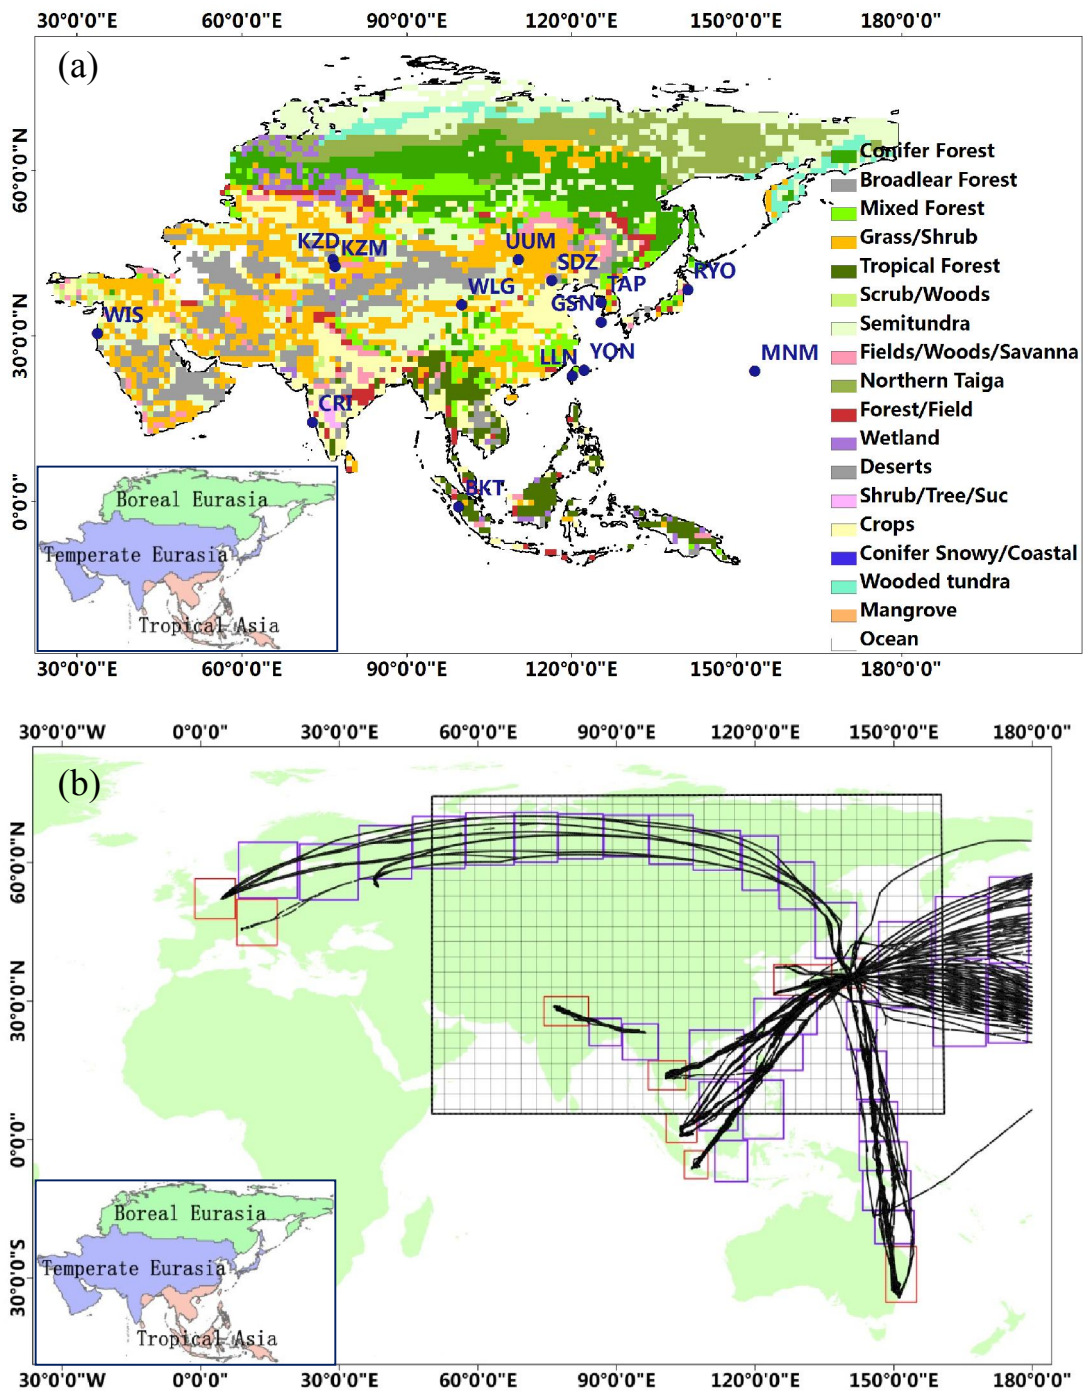 30°0'0"E 60°0'0"E 90°0'0"E 120°0'0"E 150°0'0"E 180°0'0"
(a)
60°0'0"N
30°0'0"N
0°0'0"
Conifer Forest
Broadlear Forest
Mixed Forest
Grass/Shrub
Tropical Forest
Scrub/Woods
Semitundra
Fields/Woods/Savanna
Northern Taiga
Forest/Field
Wetland
Deserts
Shrub/Tree/Suc
Crops
Conifer Snowy/Coastal
Wooded tundra
Mangrove
Ocean
KZD
KZM
UUM
SDZ
RYO
WLG
TAP
GSN
WIS
LLN
YON
MNM
CRI
BKT
Boreal Eurasia
Temperate Eurasia
Tropical Asia
30°0'0"E 60°0'0"E 90°0'0"E 120°0'0"E 150°0'0"E 180°0'0"
30°0'0"W 0°0'0" 30°0'0"E 60°0'0"E 90°0'0"E 120°0'0"E 150°0'0"E 180°0'0"
(b)
60°0'0"N
30°0'0"N
0°0'0"
30°0'0"S
Boreal Eurasia
Temperate Eurasia
Tropical Asia
30°0'0"W 0°0'0" 30°0'0"E 60°0'0"E 90°0'0"E 120°0'0"E 150°0'0"E 180°0'0"